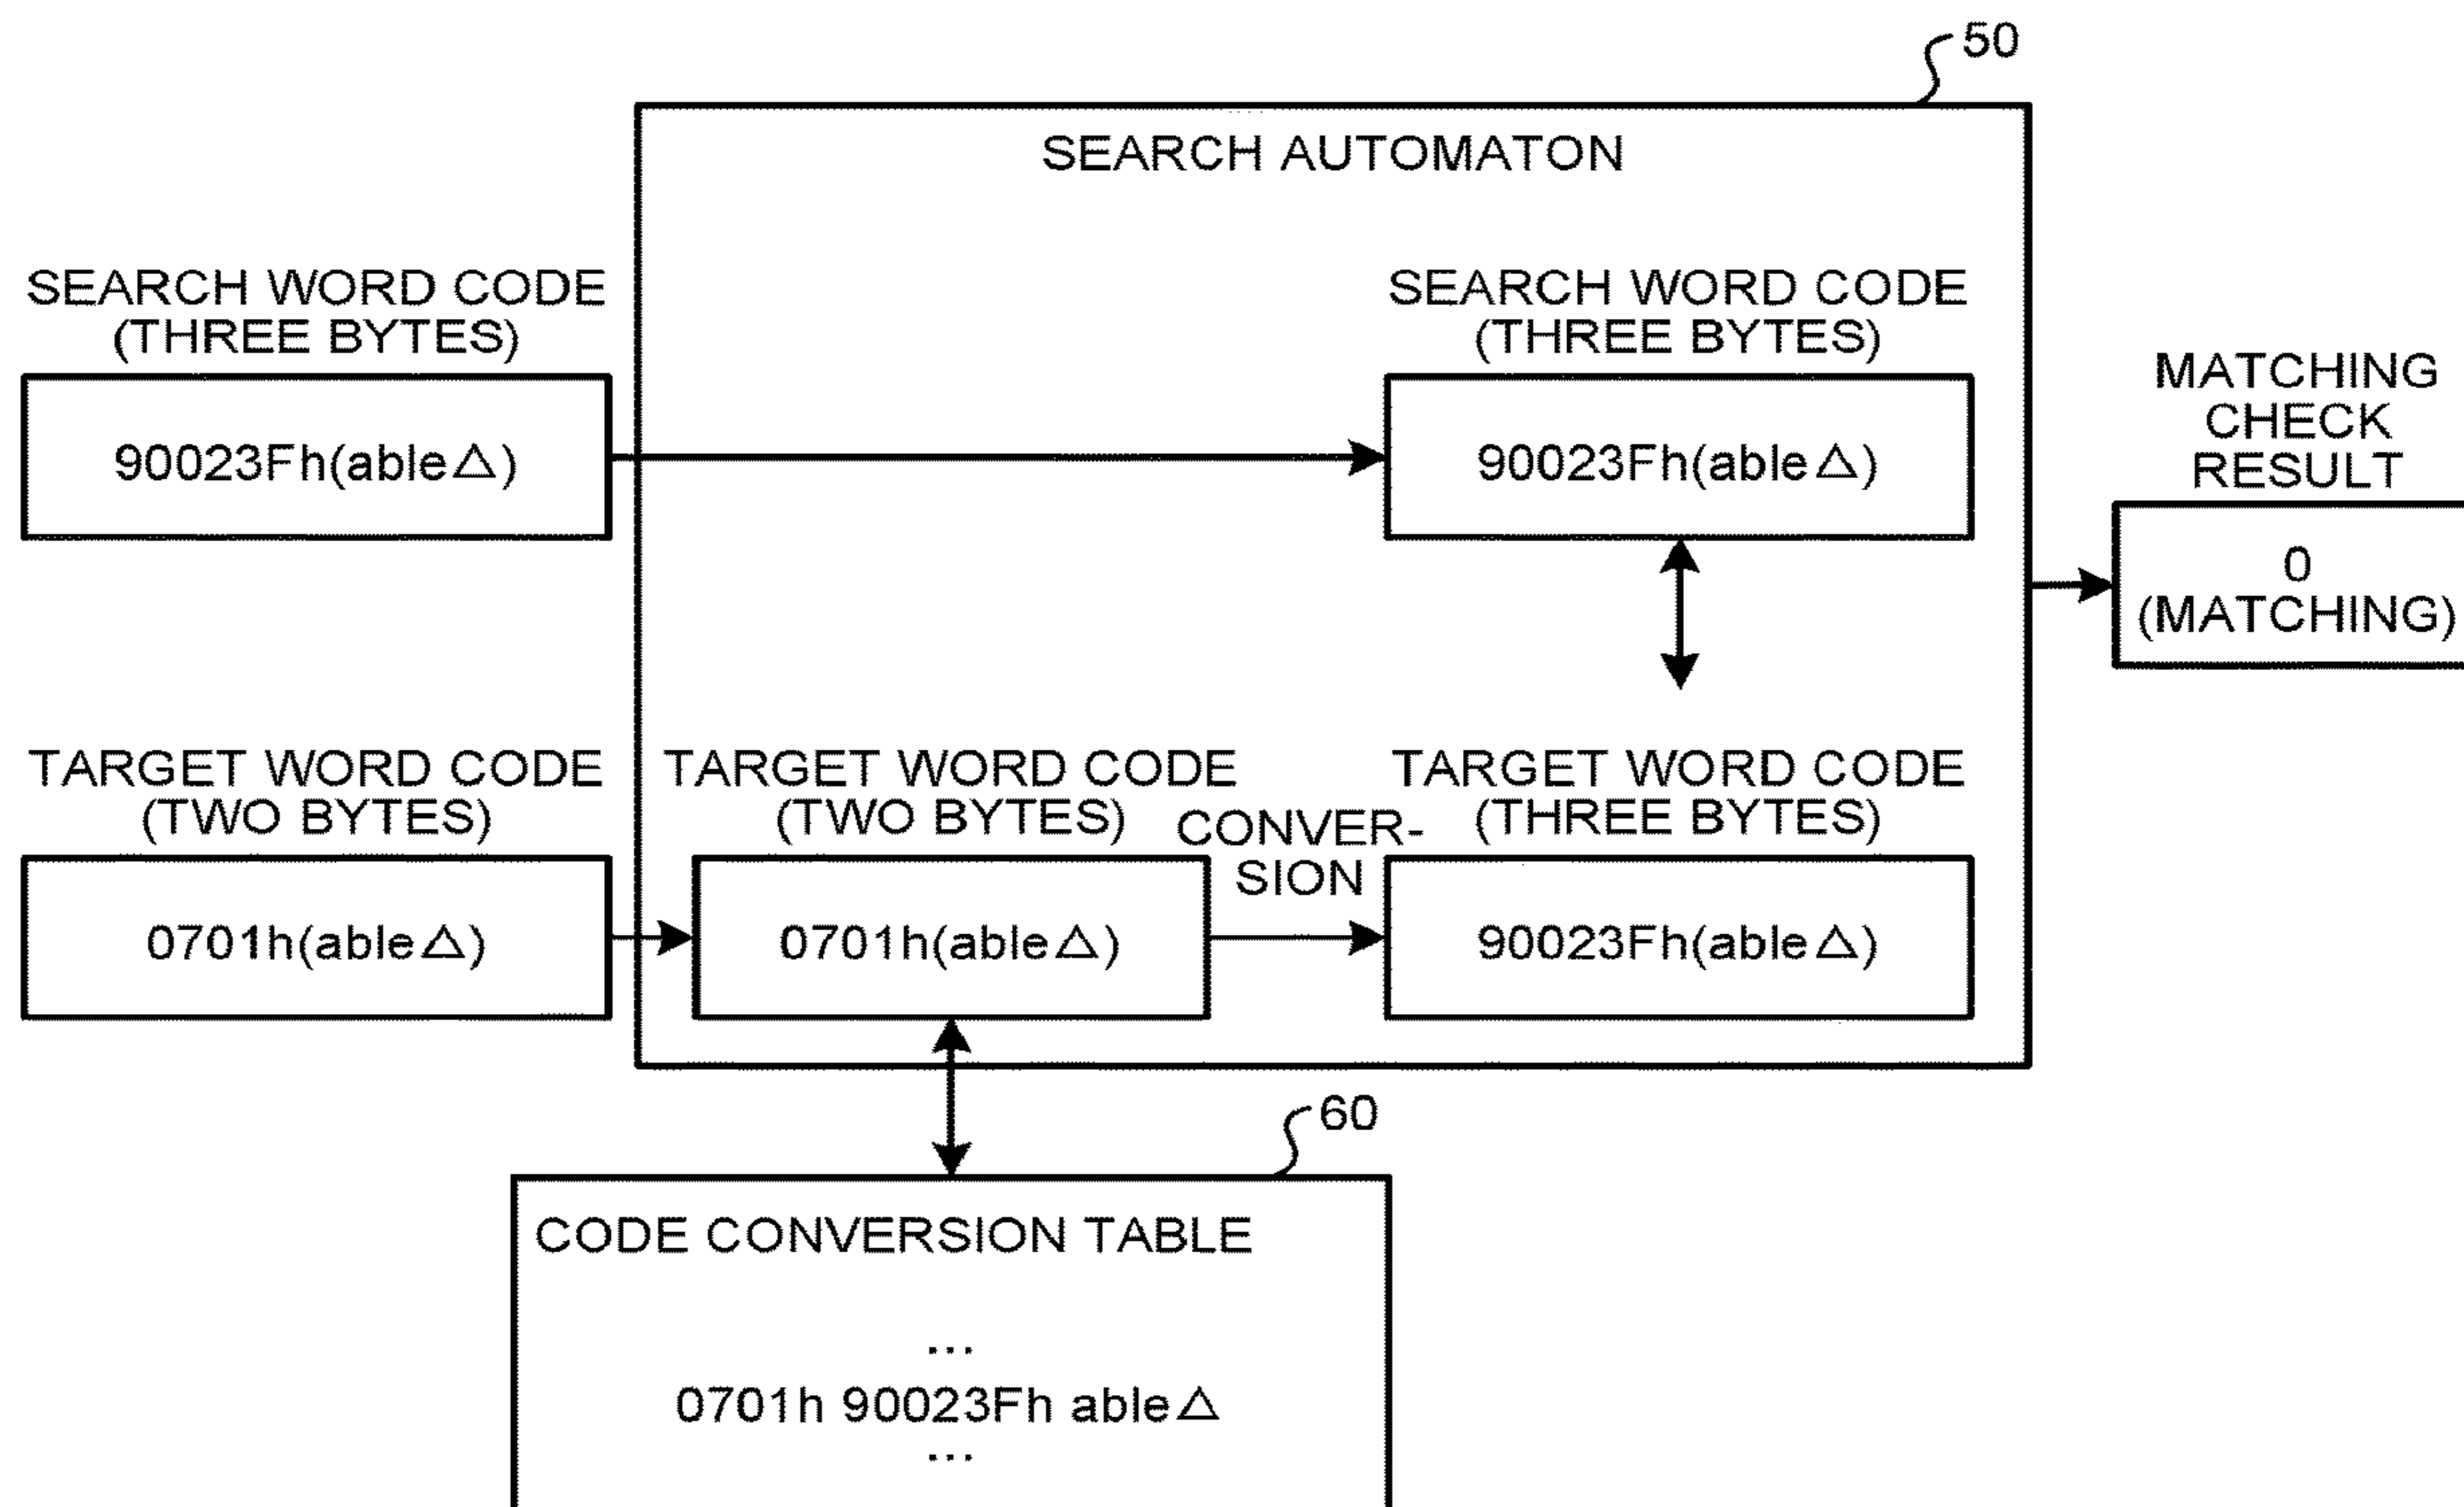 50
SEARCH AUTOMATON
SEARCH WORD CODE
(THREE BYTES)
90023Fh(able△)
SEARCH WORD CODE
(THREE BYTES)
90023Fh(able△)
MATCHING
CHECK
RESULT
0
(MATCHING)
TARGET WORD CODE
(TWO BYTES)
0701h(able△)
TARGET WORD CODE
(TWO BYTES)
0701h(able△)
CONVER-
SION
TARGET WORD CODE
(THREE BYTES)
90023Fh(able△)
60
CODE CONVERSION TABLE
...
0701h 90023Fh able△
...